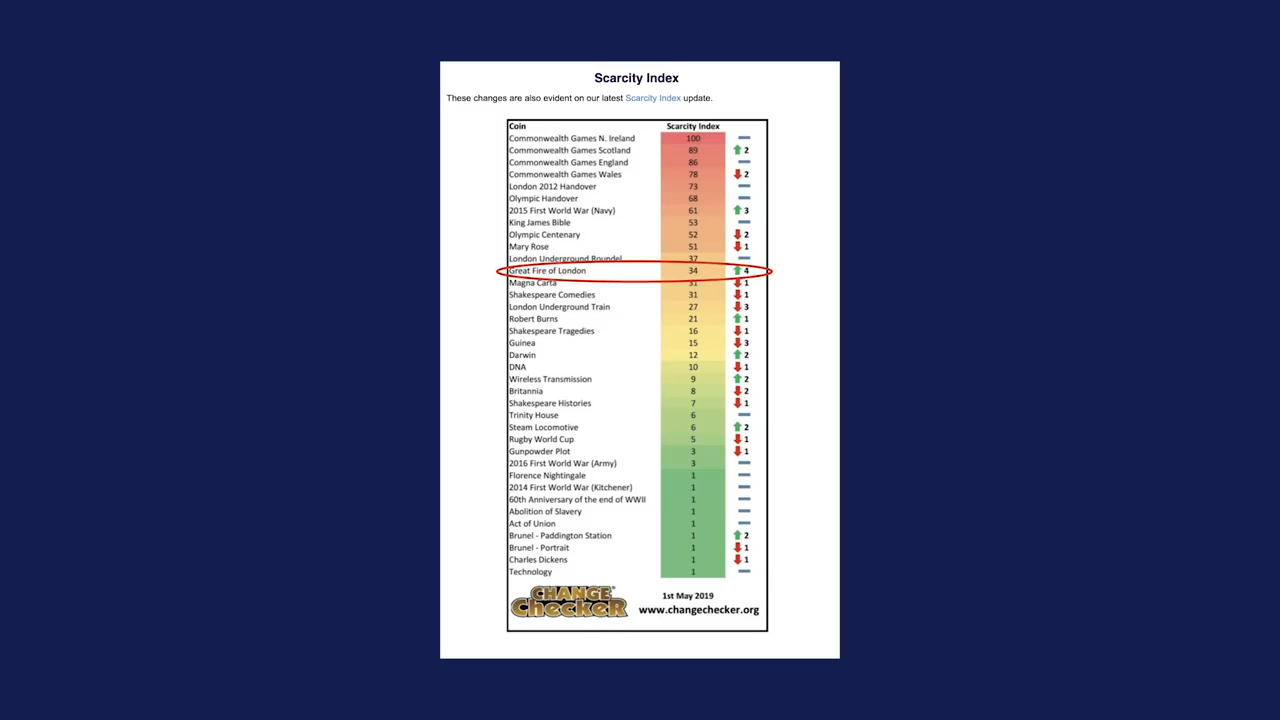 Scarcity Index
These changes are also evident on our latest Scarcity Index update.
Coin Scarcity Index
Commonwealth Games N. Ireland 100
Commonwealth Games Scotland 89 2
Commonwealth Games England 86
Commonwealth Games Wales 78 2
London 2012 Handover 73
Olympic Handover 68
2015 First World War (Navy) 61 3
King James Bible 53
Olympic Centenary 52 2
Mary Rose 51 1
London Underground Roundel 37
Great Fire of London 34 4
Magna Carta 31 1
Shakespeare Comedies 31 1
London Underground Train 27 3
Robert Burns 21 1
Shakespeare Tragedies 16 1
Guinea 15 3
Darwin 12 2
DNA 10 1
Wireless Transmission 9 2
Britannia 8 2
Shakespeare Histories 7 1
Trinity House 6
Steam Locomotive 6 2
Rugby World Cup 5 1
Gunpowder Plot 3 1
2016 First World War (Army) 3
Florence Nightingale 1
2014 First World War (Kitchener) 1
60th Anniversary of the end of WWII 1
Abolition of Slavery 1
Act of Union 1
Brunel - Paddington Station 1 2
Brunel - Portrait 1 1
Charles Dickens 1 1
Technology 1
CHANGE CHECKER
1st May 2019
www.changechecker.org